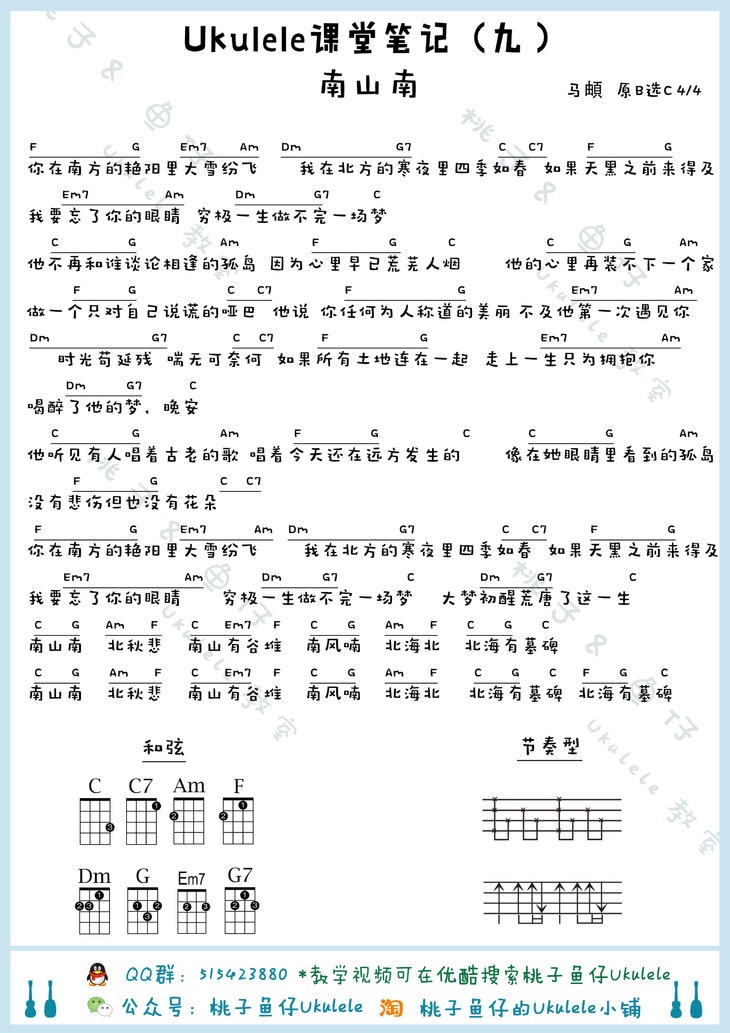 Ukulele课堂笔记（九）
南山南
马頔 原B选C 4/4
F G Em7 Am Dm G7 C C7 F G
你在南方的艳阳里大雪纷飞 我在北方的寒夜里四季如春 如果天黑之前来得及
Em7 Am Dm G7 C
我要忘了你的眼睛 穷极一生做不完一场梦
C G Am F G C C G Am
他不再和谁谈论相逢的孤岛 因为心里早已荒芜人烟 他的心里再装不下一个家
F G C C7 F G Em7 Am
做一个只对自己说谎的哑巴 他说 你任何为人称道的美丽 不及他第一次遇见你
Dm G7 C C7 F G Em7 Am
时光苟延残 喘无可奈何 如果所有土地连在一起 走上一生只为拥抱你
Dm G7 C
喝醉了他的梦，晚安
C G Am F G C C G Am
他听见有人唱着古老的歌 唱着今天还在远方发生的 像在她眼睛里看到的孤岛
F G C C7
没有悲伤但也没有花朵
F G Em7 Am Dm G7 C C7 F G
你在南方的艳阳里大雪纷飞 我在北方的寒夜里四季如春 如果天黑之前来得及
Em7 Am Dm G7 C Dm G7 C
我要忘了你的眼睛 穷极一生做不完一场梦 大梦初醒荒唐了这一生
C G Am F C Em7 F C G Am F C G C
南山南 北秋悲 南山有谷堆 南风喃 北海北 北海有墓碑
C G Am F C Em7 F C G Am F C G C F G C
南山南 北秋悲 南山有谷堆 南风喃 北海北 北海有墓碑 北海有墓碑
和弦 节奏型
C C7 Am F
Dm G Em7 G7
QQ群：515423880 *教学视频可在优酷搜索桃子鱼仔Ukulele
公众号：桃子鱼仔Ukulele 淘 桃子鱼仔的Ukulele小铺
桃子&鱼仔
Ukulele教室